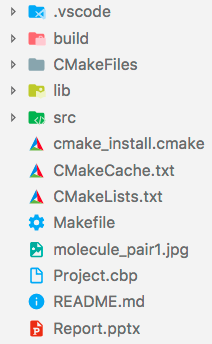 .vscode
build
CMakeFiles
lib
src
cmake_install.cmake
CMakeCache.txt
CMakeLists.txt
Makefile
molecule_pair1.jpg
Project.cbp
README.md
Report.pptx